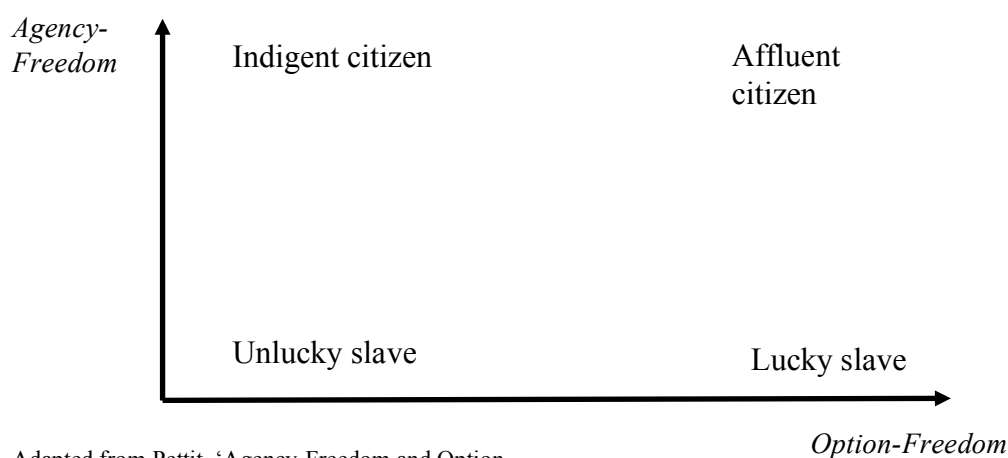 Agency-
Freedom
Indigent citizen
Affluent
citizen
Unlucky slave
Lucky slave
Option-Freedom
Adapted from Pettit, ‘Agency-Freedom and Option-